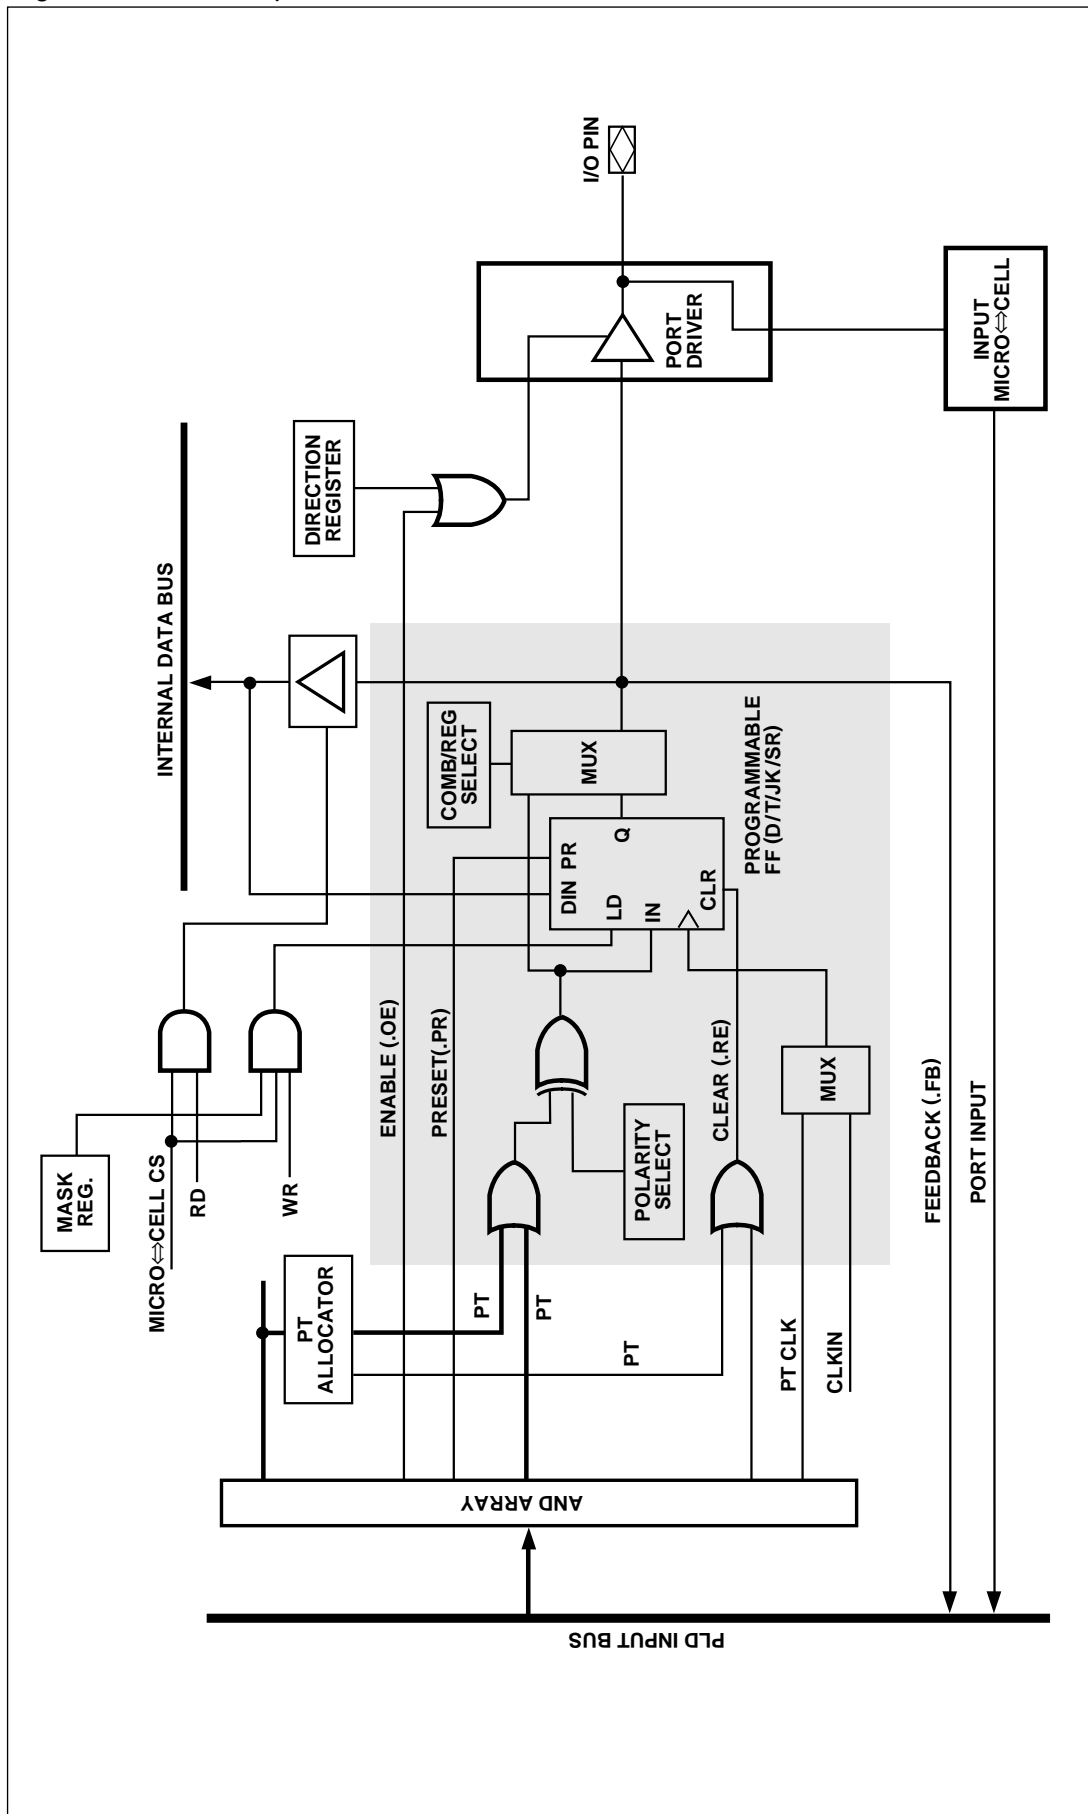 MASK
REG.
MICRO⇔CELL CS
RD
WR
INTERNAL DATA BUS
DIRECTION
REGISTER
PT
ALLOCATOR
ENABLE (.OE)
PRESET(.PR)
COMB/REG
SELECT
I/O PIN
PT
PT
PT
AND ARRAY
PLD INPUT BUS
POLARITY
SELECT
DIN
PR
LD
IN
Q
CLR
MUX
PROGRAMMABLE
FF (D/T/JK/SR)
PORT
DRIVER
CLEAR (.RE)
PT CLK
CLKIN
MUX
FEEDBACK (.FB)
PORT INPUT
INPUT
MICRO⇔CELL